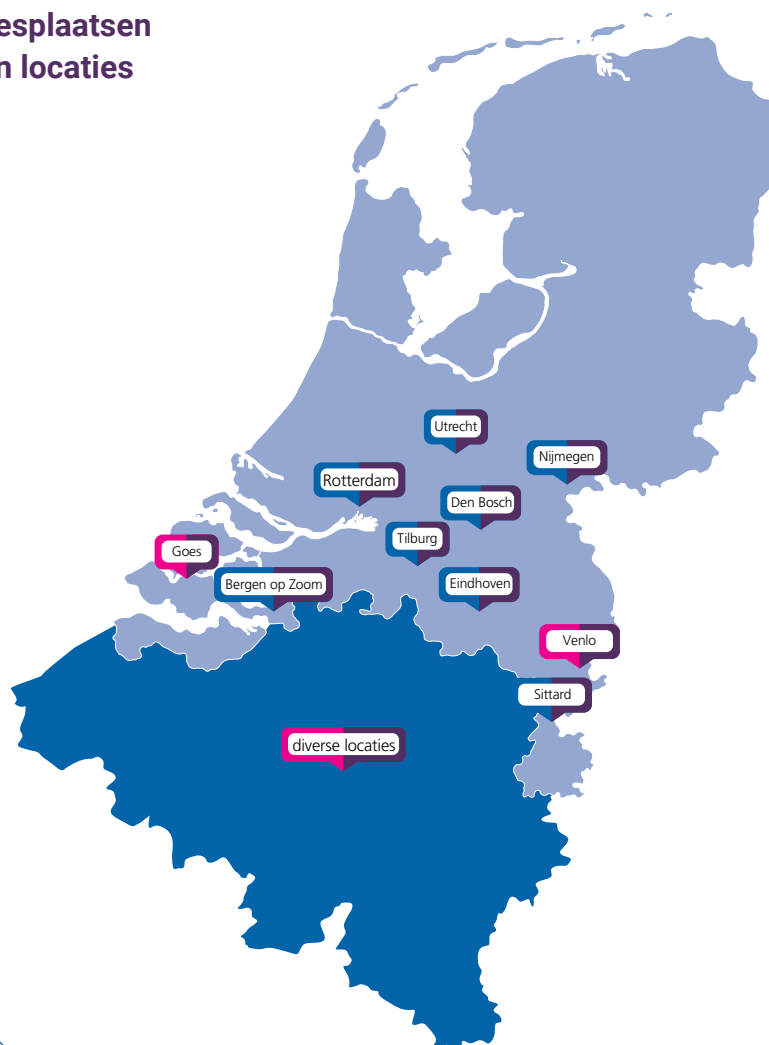 esplaatsen
n locaties
Utrecht
Nijmegen
Rotterdam
Den Bosch
Tilburg
Goes
Bergen op Zoom
Eindhoven
Venlo
Sittard
diverse locaties